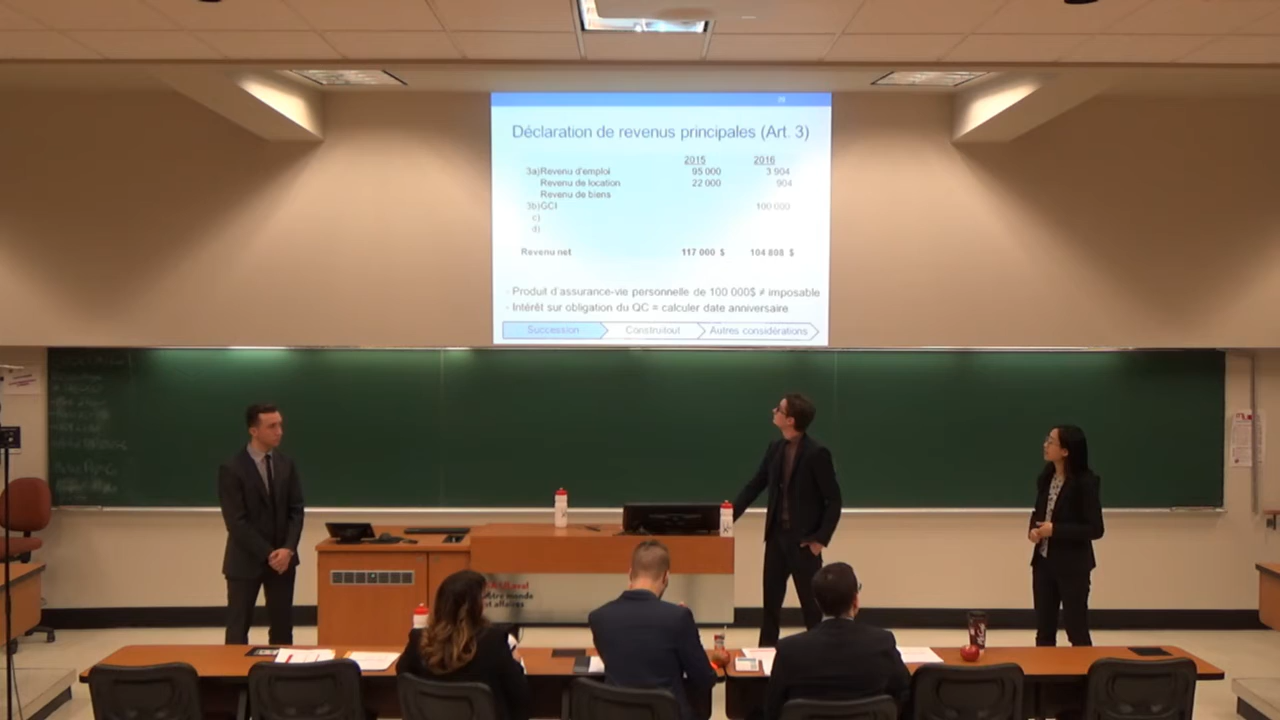 Déclaration de revenus principales (Art. 3)
2015 2016
3a)Revenu d'emploi 95 000 3 904
Revenu de location 22 000 904
Revenu de biens
3b)GCI 100 000
c)
d)
Revenu net 117 000 $ 104 808 $
- Produit d'assurance-vie personnelle de 100 000$ ≠ imposable
- Intérêt sur obligation du QC = calculer date anniversaire
Succession Construitout Autres considérations
monde
affaires